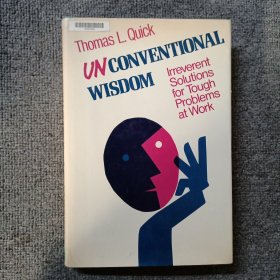 Thomas L. Quick
UNCONVENTIONAL
WISDOM
Irreverent
Solutions
for Tough
Problems
at Work